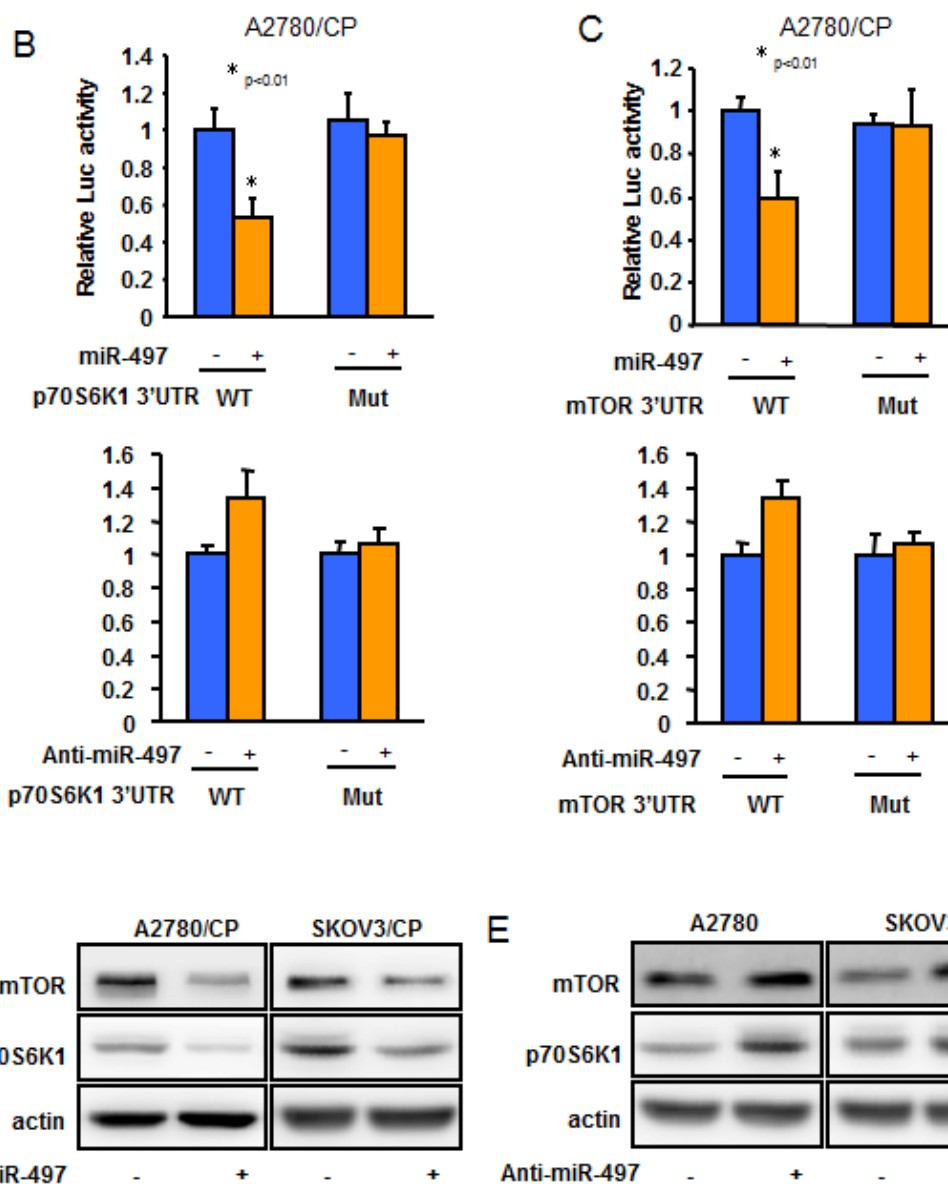 B
A2780/CP
* p<0.01
Relative Luc activity
1.4
1.2
1
0.8
0.6
0.4
0.2
0
*
miR-497 - + - +
p70S6K1 3'UTR WT Mut
C
A2780/CP
* p<0.01
Relative Luc activity
1.2
1
0.8
0.6
0.4
0.2
0
*
miR-497 - + - +
mTOR 3'UTR WT Mut
1.6
1.4
1.2
1
0.8
0.6
0.4
0.2
0
Anti-miR-497 - + - +
p70S6K1 3'UTR WT Mut
1.6
1.4
1.2
1
0.8
0.6
0.4
0.2
0
Anti-miR-497 - + - +
mTOR 3'UTR WT Mut
A2780/CP SKOV3/CP
mTOR
0S6K1
actin
iR-497 - + - +
E
A2780 SKOV3
mTOR
p70S6K1
actin
Anti-miR-497 - + -